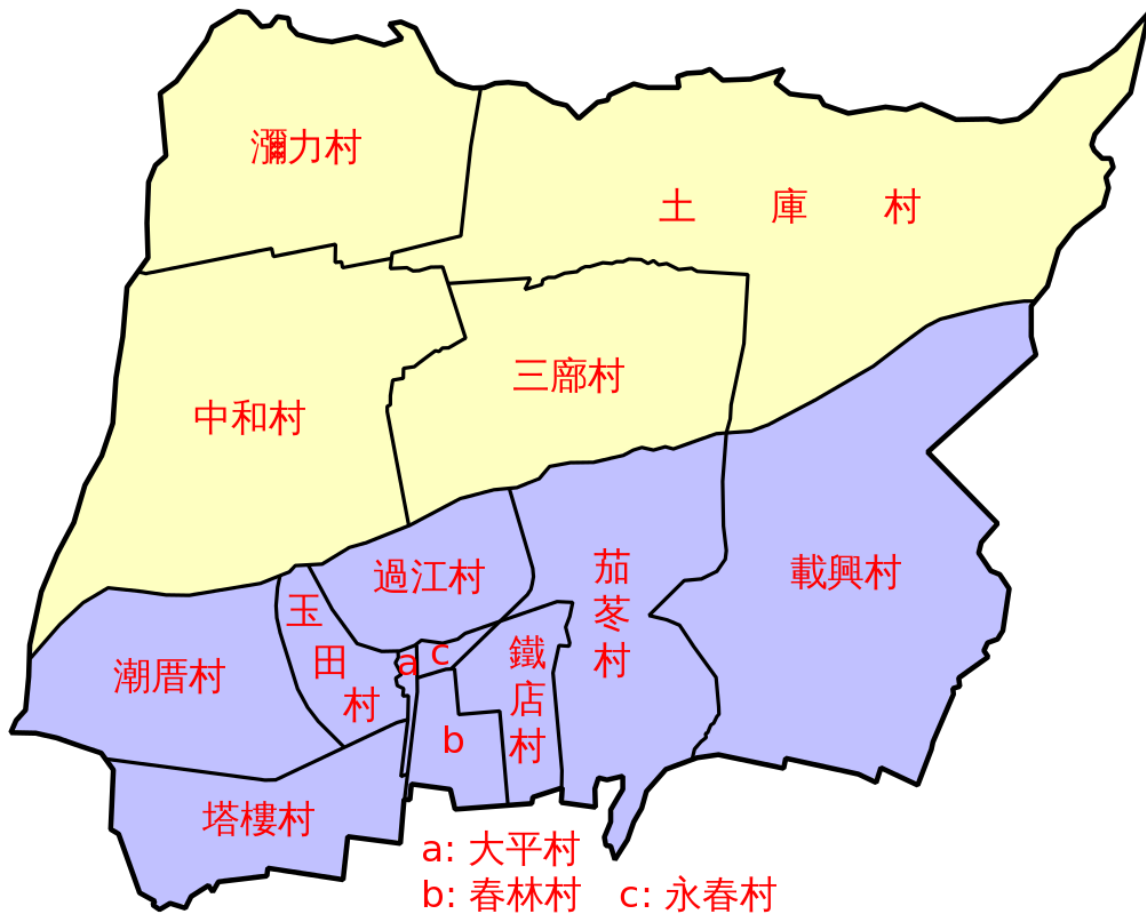 瀰力村
土庫村
三廍村
中和村
過江村
茄苳村
載興村
玉田村
潮厝村
鐵店村
a
c
b
塔樓村
a: 大平村
b: 春林村 c: 永春村